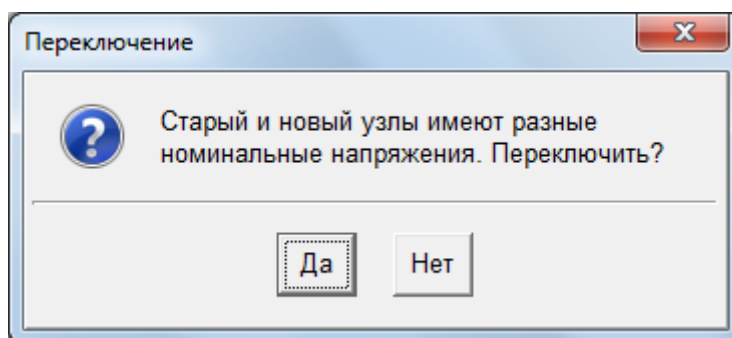 Переключение
Старый и новый узлы имеют разные
номинальные напряжения. Переключить?
Да
Нет